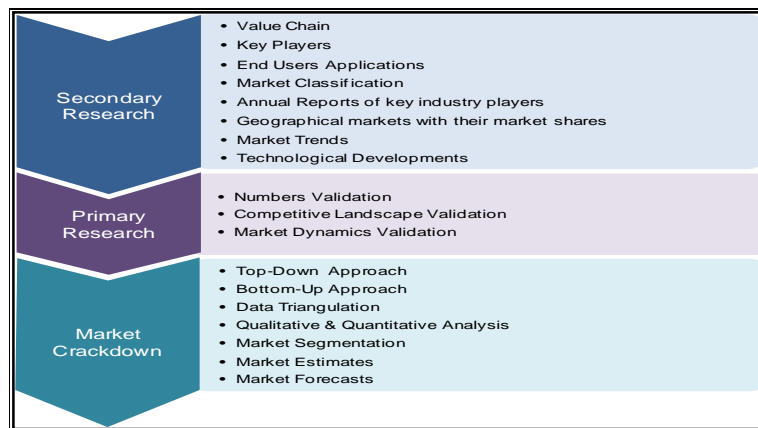 Secondary
Research
• Value Chain
• Key Players
• End Users Applications
• Market Classification
• Annual Reports of key industry players
• Geographical markets with their market shares
• Market Trends
• Technological Developments
Primary
Research
• Numbers Validation
• Competitive Landscape Validation
• Market Dynamics Validation
Market
Crackdown
• Top-Down Approach
• Bottom-Up Approach
• Data Triangulation
• Qualitative & Quantitative Analysis
• Market Segmentation
• Market Estimates
• Market Forecasts